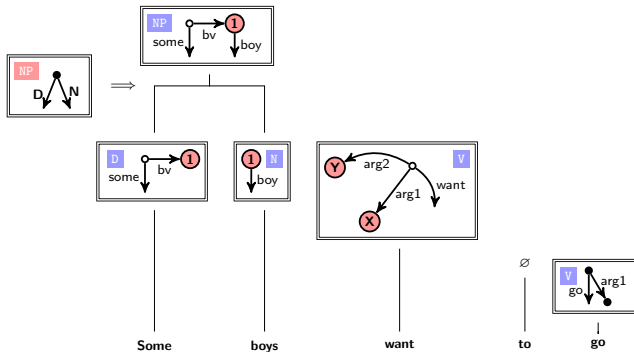 NP
some
bv
1
boy
NP
D
N
⇒
D
some
bv
1
1
N
boy
V
Y
arg2
want
arg1
X
∅
V
go
arg1
Some boys want to go